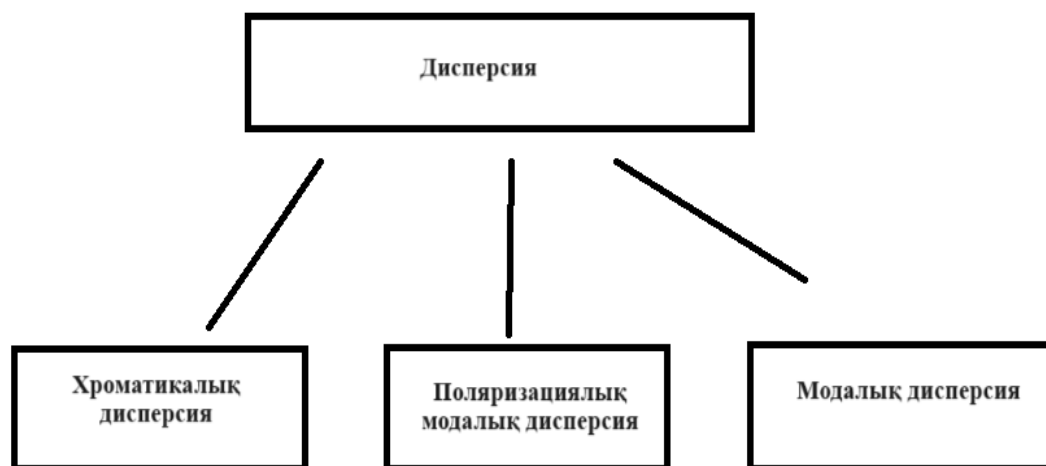 Дисперсия
Хроматикалық
дисперсия
Поляризациялық
модалық дисперсия
Модалық дисперсия